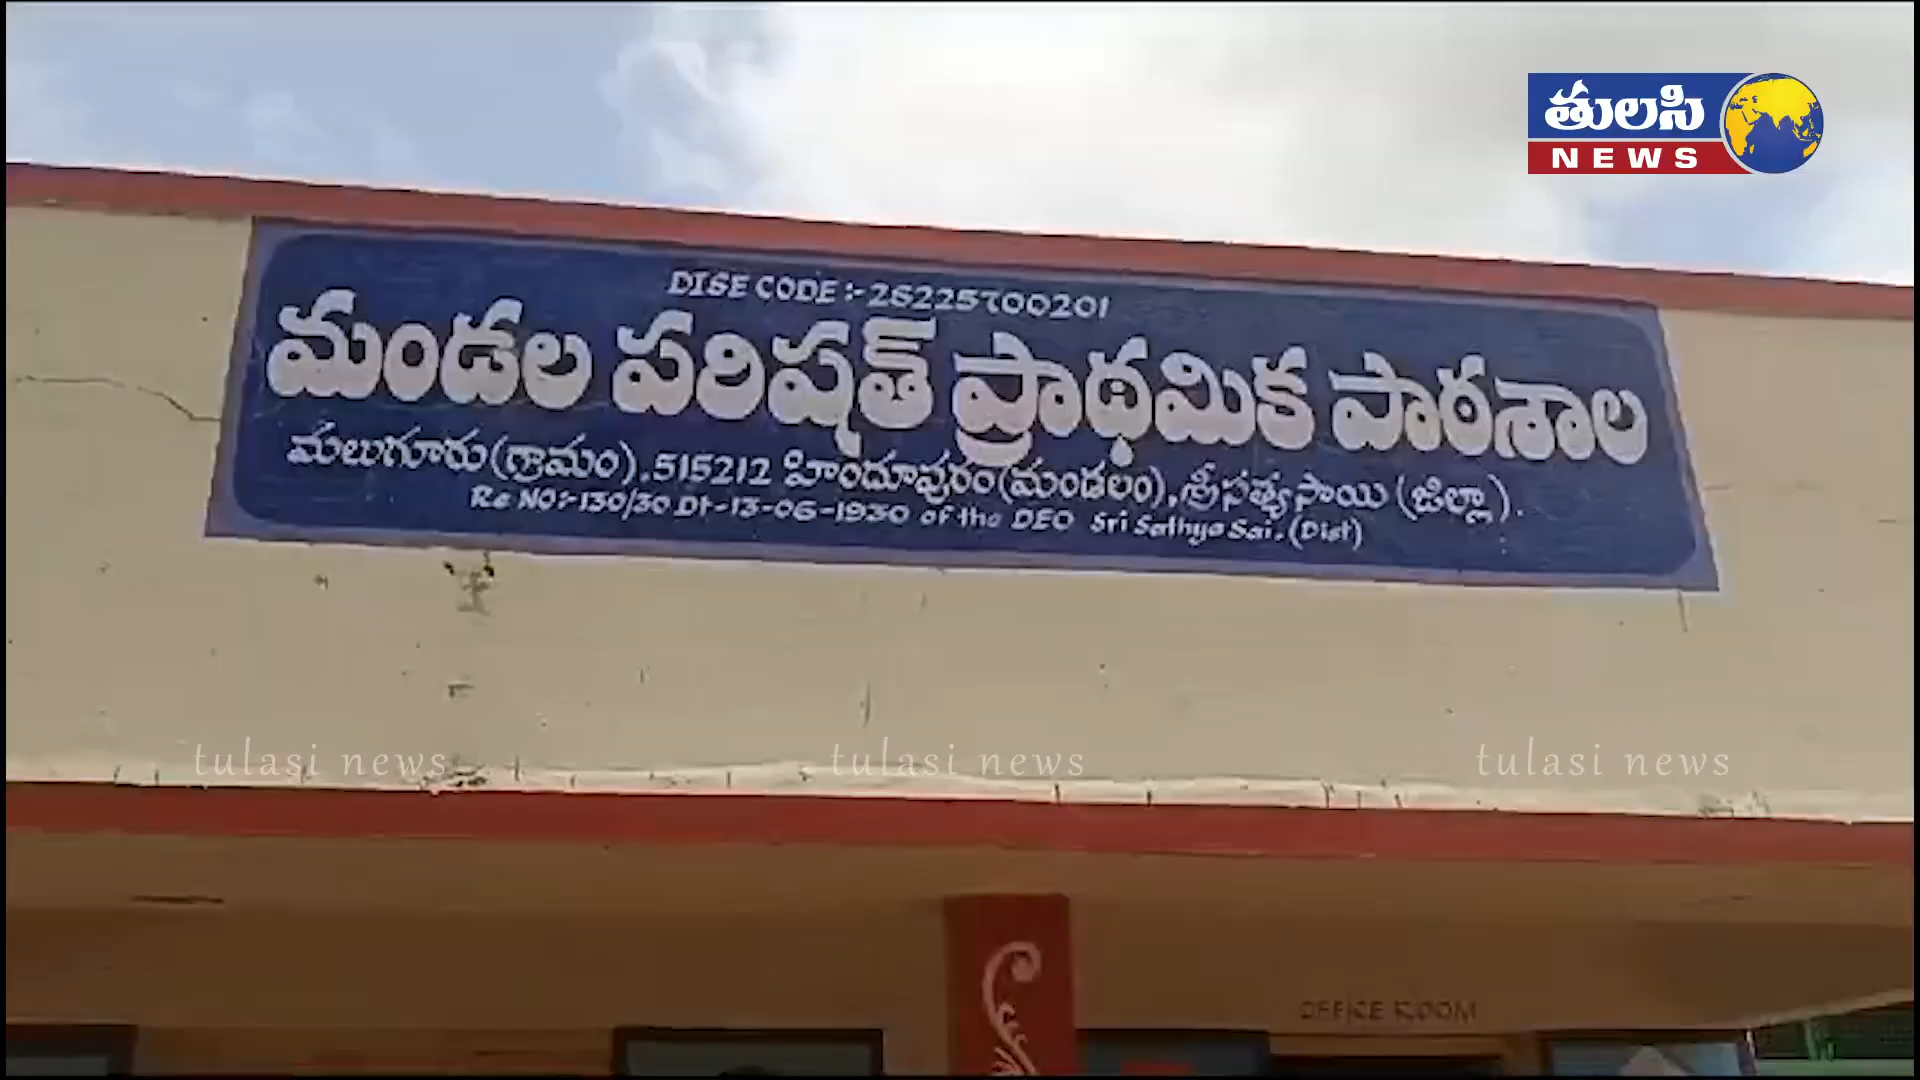 తులసి
NEWS
DISE CODE :- 28225700201
మండల పరిషత్ ప్రాథమిక పాఠశాల
మలుగూరు(గ్రామం).515212 హిందూపురం(మండలం),శ్రీసత్యసాయి (జిల్లా).
Re NO:-130/30 Dt-13-06-1930 of the DEO Sri Sathya Sai.(Dist)
tulasi news tulasi news tulasi news
OFFICE ROOM